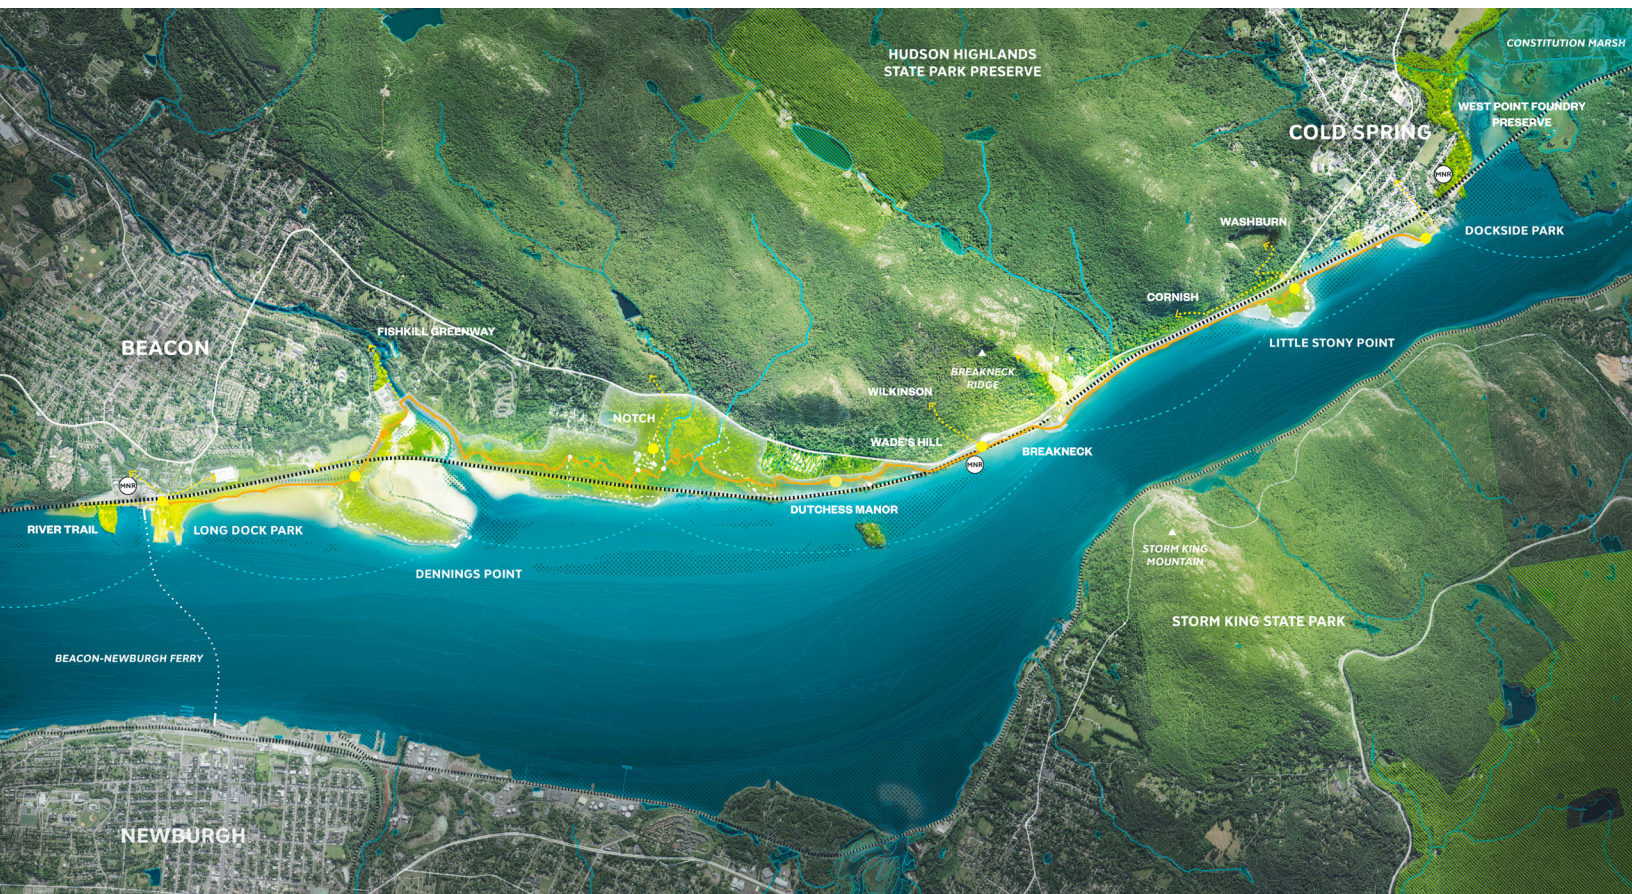 CONSTITUTION MARSH
HUDSON HIGHLANDS
STATE PARK PRESERVE
WEST POINT FOUNDRY
PRESERVE
COLD SPRING
MNR
WASHBURN
DOCKSIDE PARK
CORNISH
FISHKILL GREENWAY
BEACON
LITTLE STONY POINT
BREAKNECK
RIDGE
WILKINSON
NOTCH
WADE'S HILL
BREAKNECK
MNR
MNR
DUTCHESS MANOR
RIVER TRAIL
LONG DOCK PARK
STORM KING
MOUNTAIN
DENNINGS POINT
STORM KING STATE PARK
BEACON-NEWBURGH FERRY
NEWBURGH